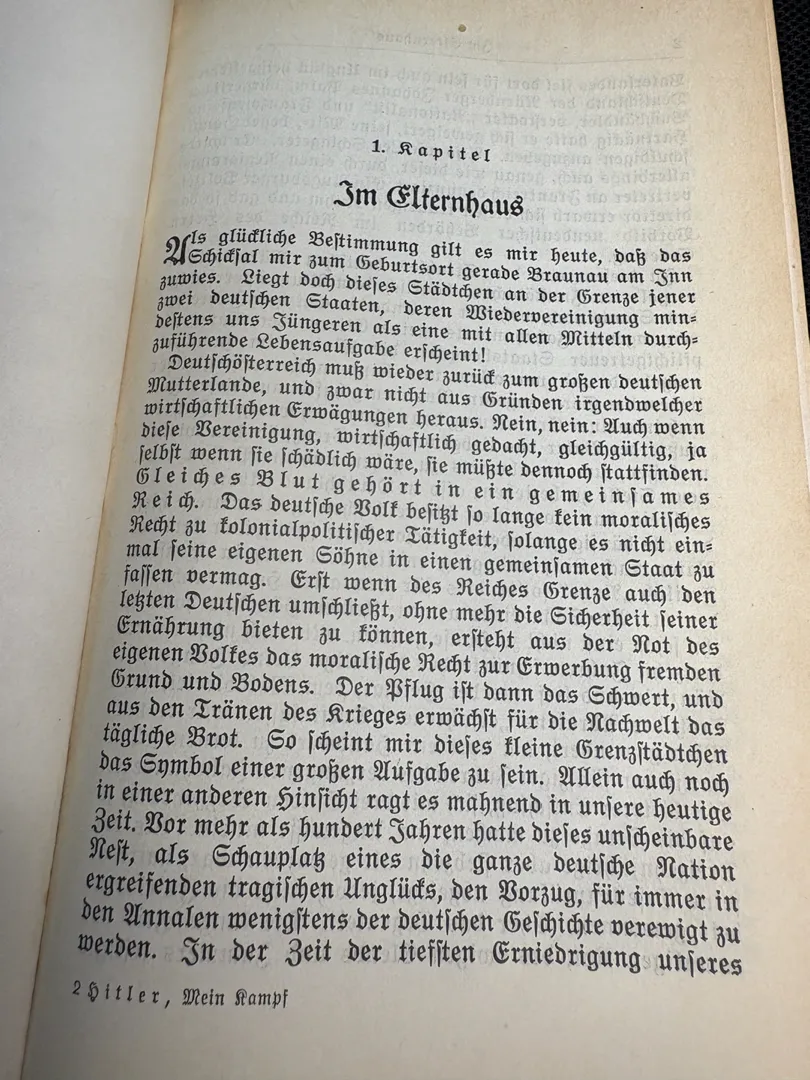 1. Kapitel
Im Elternhaus
Als glückliche Bestimmung gilt es mir heute, daß das
Schicksal mir zum Geburtsort gerade Braunau am Inn
zuwies. Liegt doch dieses Städtchen an der Grenze jener
zwei deutschen Staaten, deren Wiedervereinigung min-
destens uns Jüngeren als eine mit allen Mitteln durch-
zuführende Lebensaufgabe erscheint!
Deutschösterreich muß wieder zurück zum großen deutschen
Mutterlande, und zwar nicht aus Gründen irgendwelcher
wirtschaftlichen Erwägungen heraus. Nein, nein: Auch wenn
diese Vereinigung, wirtschaftlich gedacht, gleichgültig, ja
selbst wenn sie schädlich wäre, sie müßte dennoch stattfinden.
Gleiches Blut gehört in ein gemeinsames
Reich. Das deutsche Volk besitzt so lange kein moralisches
Recht zu kolonialpolitischer Tätigkeit, solange es nicht ein-
mal seine eigenen Söhne in einen gemeinsamen Staat zu
fassen vermag. Erst wenn des Reiches Grenze auch den
letzten Deutschen umschließt, ohne mehr die Sicherheit seiner
Ernährung bieten zu können, ersteht aus der Not des
eigenen Volkes das moralische Recht zur Erwerbung fremden
Grund und Bodens. Der Pflug ist dann das Schwert, und
aus den Tränen des Krieges erwächst für die Nachwelt das
tägliche Brot. So scheint mir dieses kleine Grenzstädtchen
das Symbol einer großen Aufgabe zu sein. Allein auch noch
in einer anderen Hinsicht ragt es mahnend in unsere heutige
Zeit. Vor mehr als hundert Jahren hatte dieses unscheinbare
Nest, als Schauplatz eines die ganze deutsche Nation
ergreifenden tragischen Unglücks, den Vorzug, für immer in
den Annalen wenigstens der deutschen Geschichte verewigt zu
werden. In der Zeit der tiefsten Erniedrigung unseres
2 Hitler, Mein Kampf